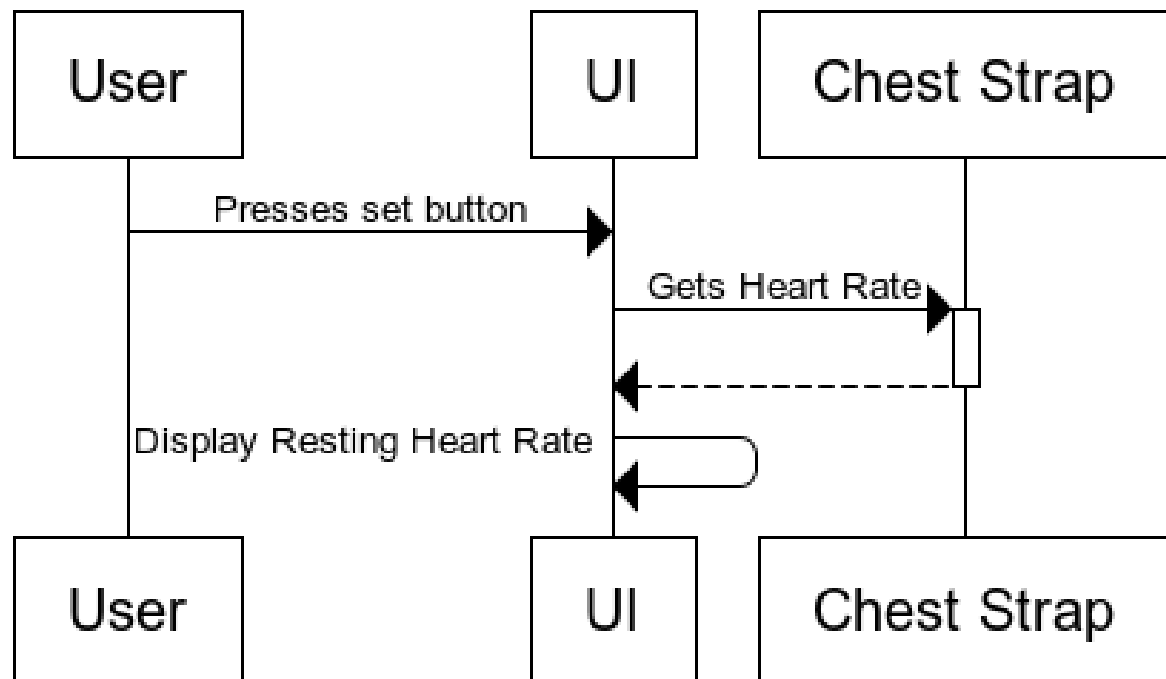 User
UI
Chest Strap
Presses set button
Gets Heart Rate
Display Resting Heart Rate
User
UI
Chest Strap